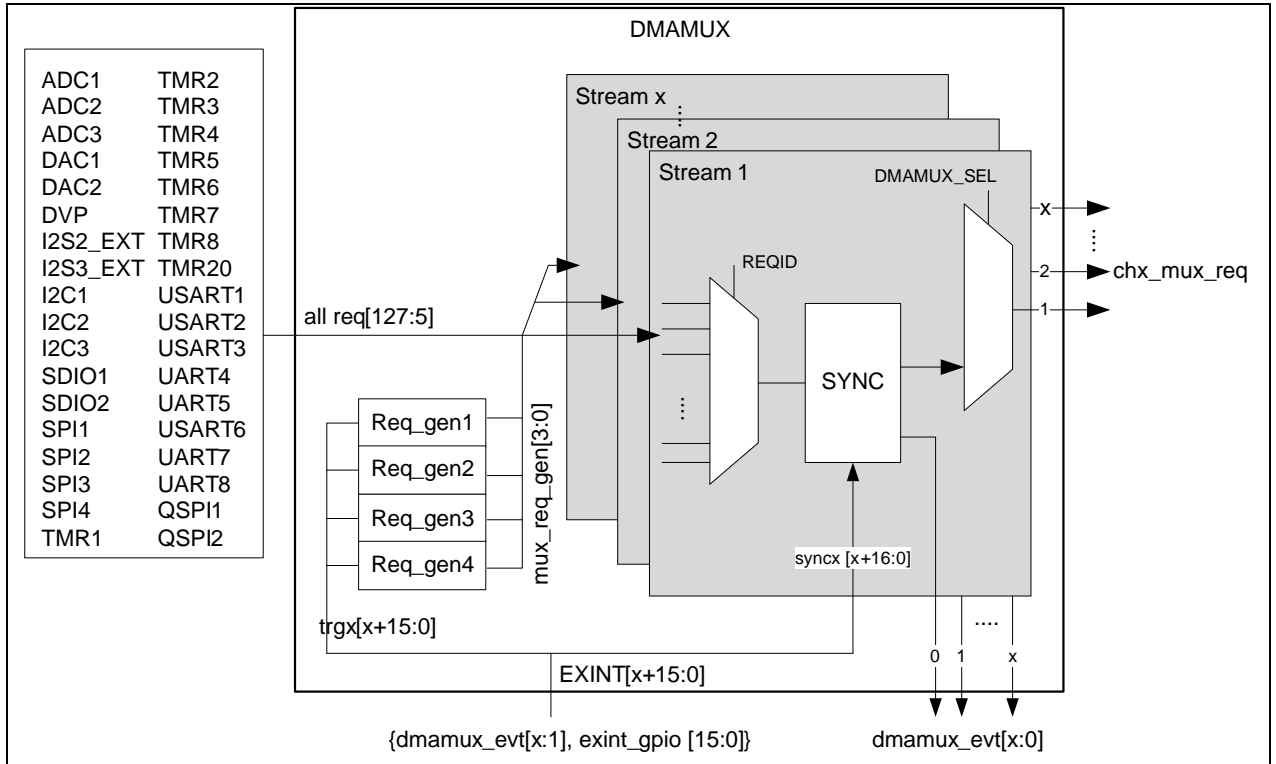 DMAMUX
ADC1 TMR2
ADC2 TMR3
ADC3 TMR4
DAC1 TMR5
DAC2 TMR6
DVP TMR7
I2S2_EXT TMR8
I2S3_EXT TMR20
I2C1 USART1
I2C2 USART2
I2C3 USART3
SDIO1 UART4
SDIO2 UART5
SPI1 USART6
SPI2 UART7
SPI3 UART8
SPI4 QSPI1
TMR1 QSPI2
all req[127:5]
Req_gen1
Req_gen2
Req_gen3
Req_gen4
mux_req_gen[3:0]
trgx[x+15:0]
Stream x
Stream 2
Stream 1
REQID
SYNC
DMAMUX_SEL
syncx [x+16:0]
x
2
1
chx_mux_req
....
0 1 x
EXINT[x+15:0]
{dmamux_evt[x:1], exint_gpio [15:0]}
dmamux_evt[x:0]